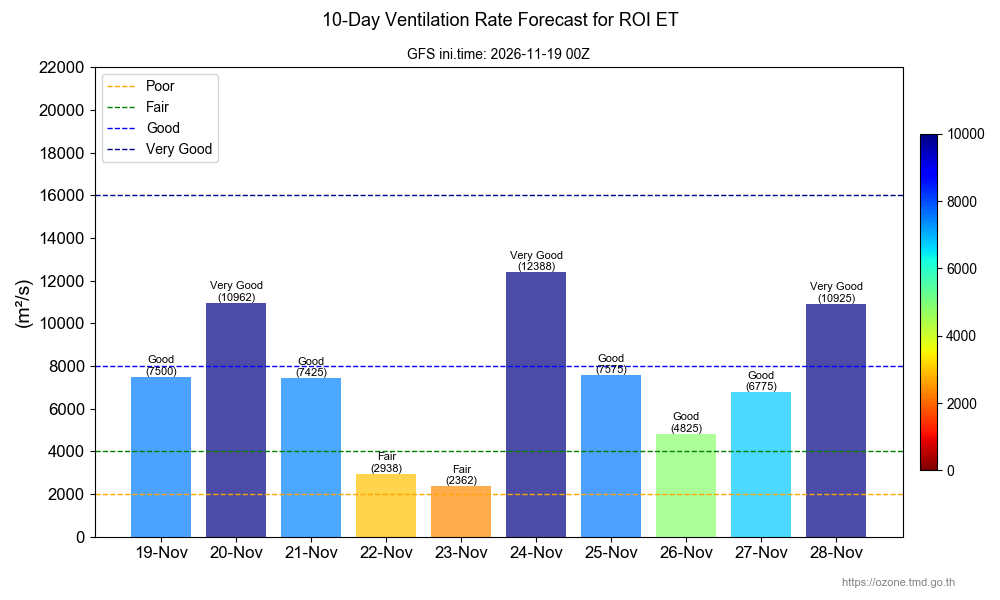 10-Day Ventilation Rate Forecast for ROI ET
GFS ini.time: 2026-11-19 00Z
(m²/s)
22000
20000
18000
16000
14000
12000
10000
8000
6000
4000
2000
0
Poor
Fair
Good
Very Good
Good
(7500)
Very Good
(10962)
Good
(7425)
Fair
(2938)
Fair
(2362)
Very Good
(12388)
Good
(7575)
Good
(4825)
Good
(6775)
Very Good
(10925)
19-Nov 20-Nov 21-Nov 22-Nov 23-Nov 24-Nov 25-Nov 26-Nov 27-Nov 28-Nov
10000
8000
6000
4000
2000
0
https://ozone.tmd.go.th